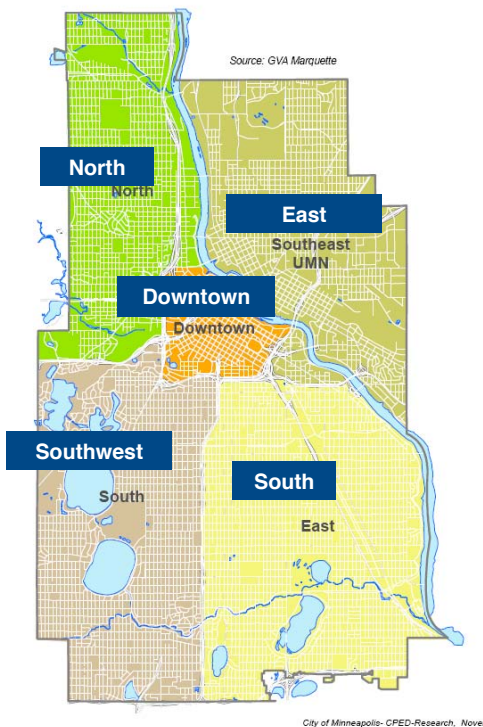 Source: GVA Marquette
North
North
East
Southeast
UMN
Downtown
Downtown
Southwest
South
South
East
City of Minneapolis- CPED-Research, Nove